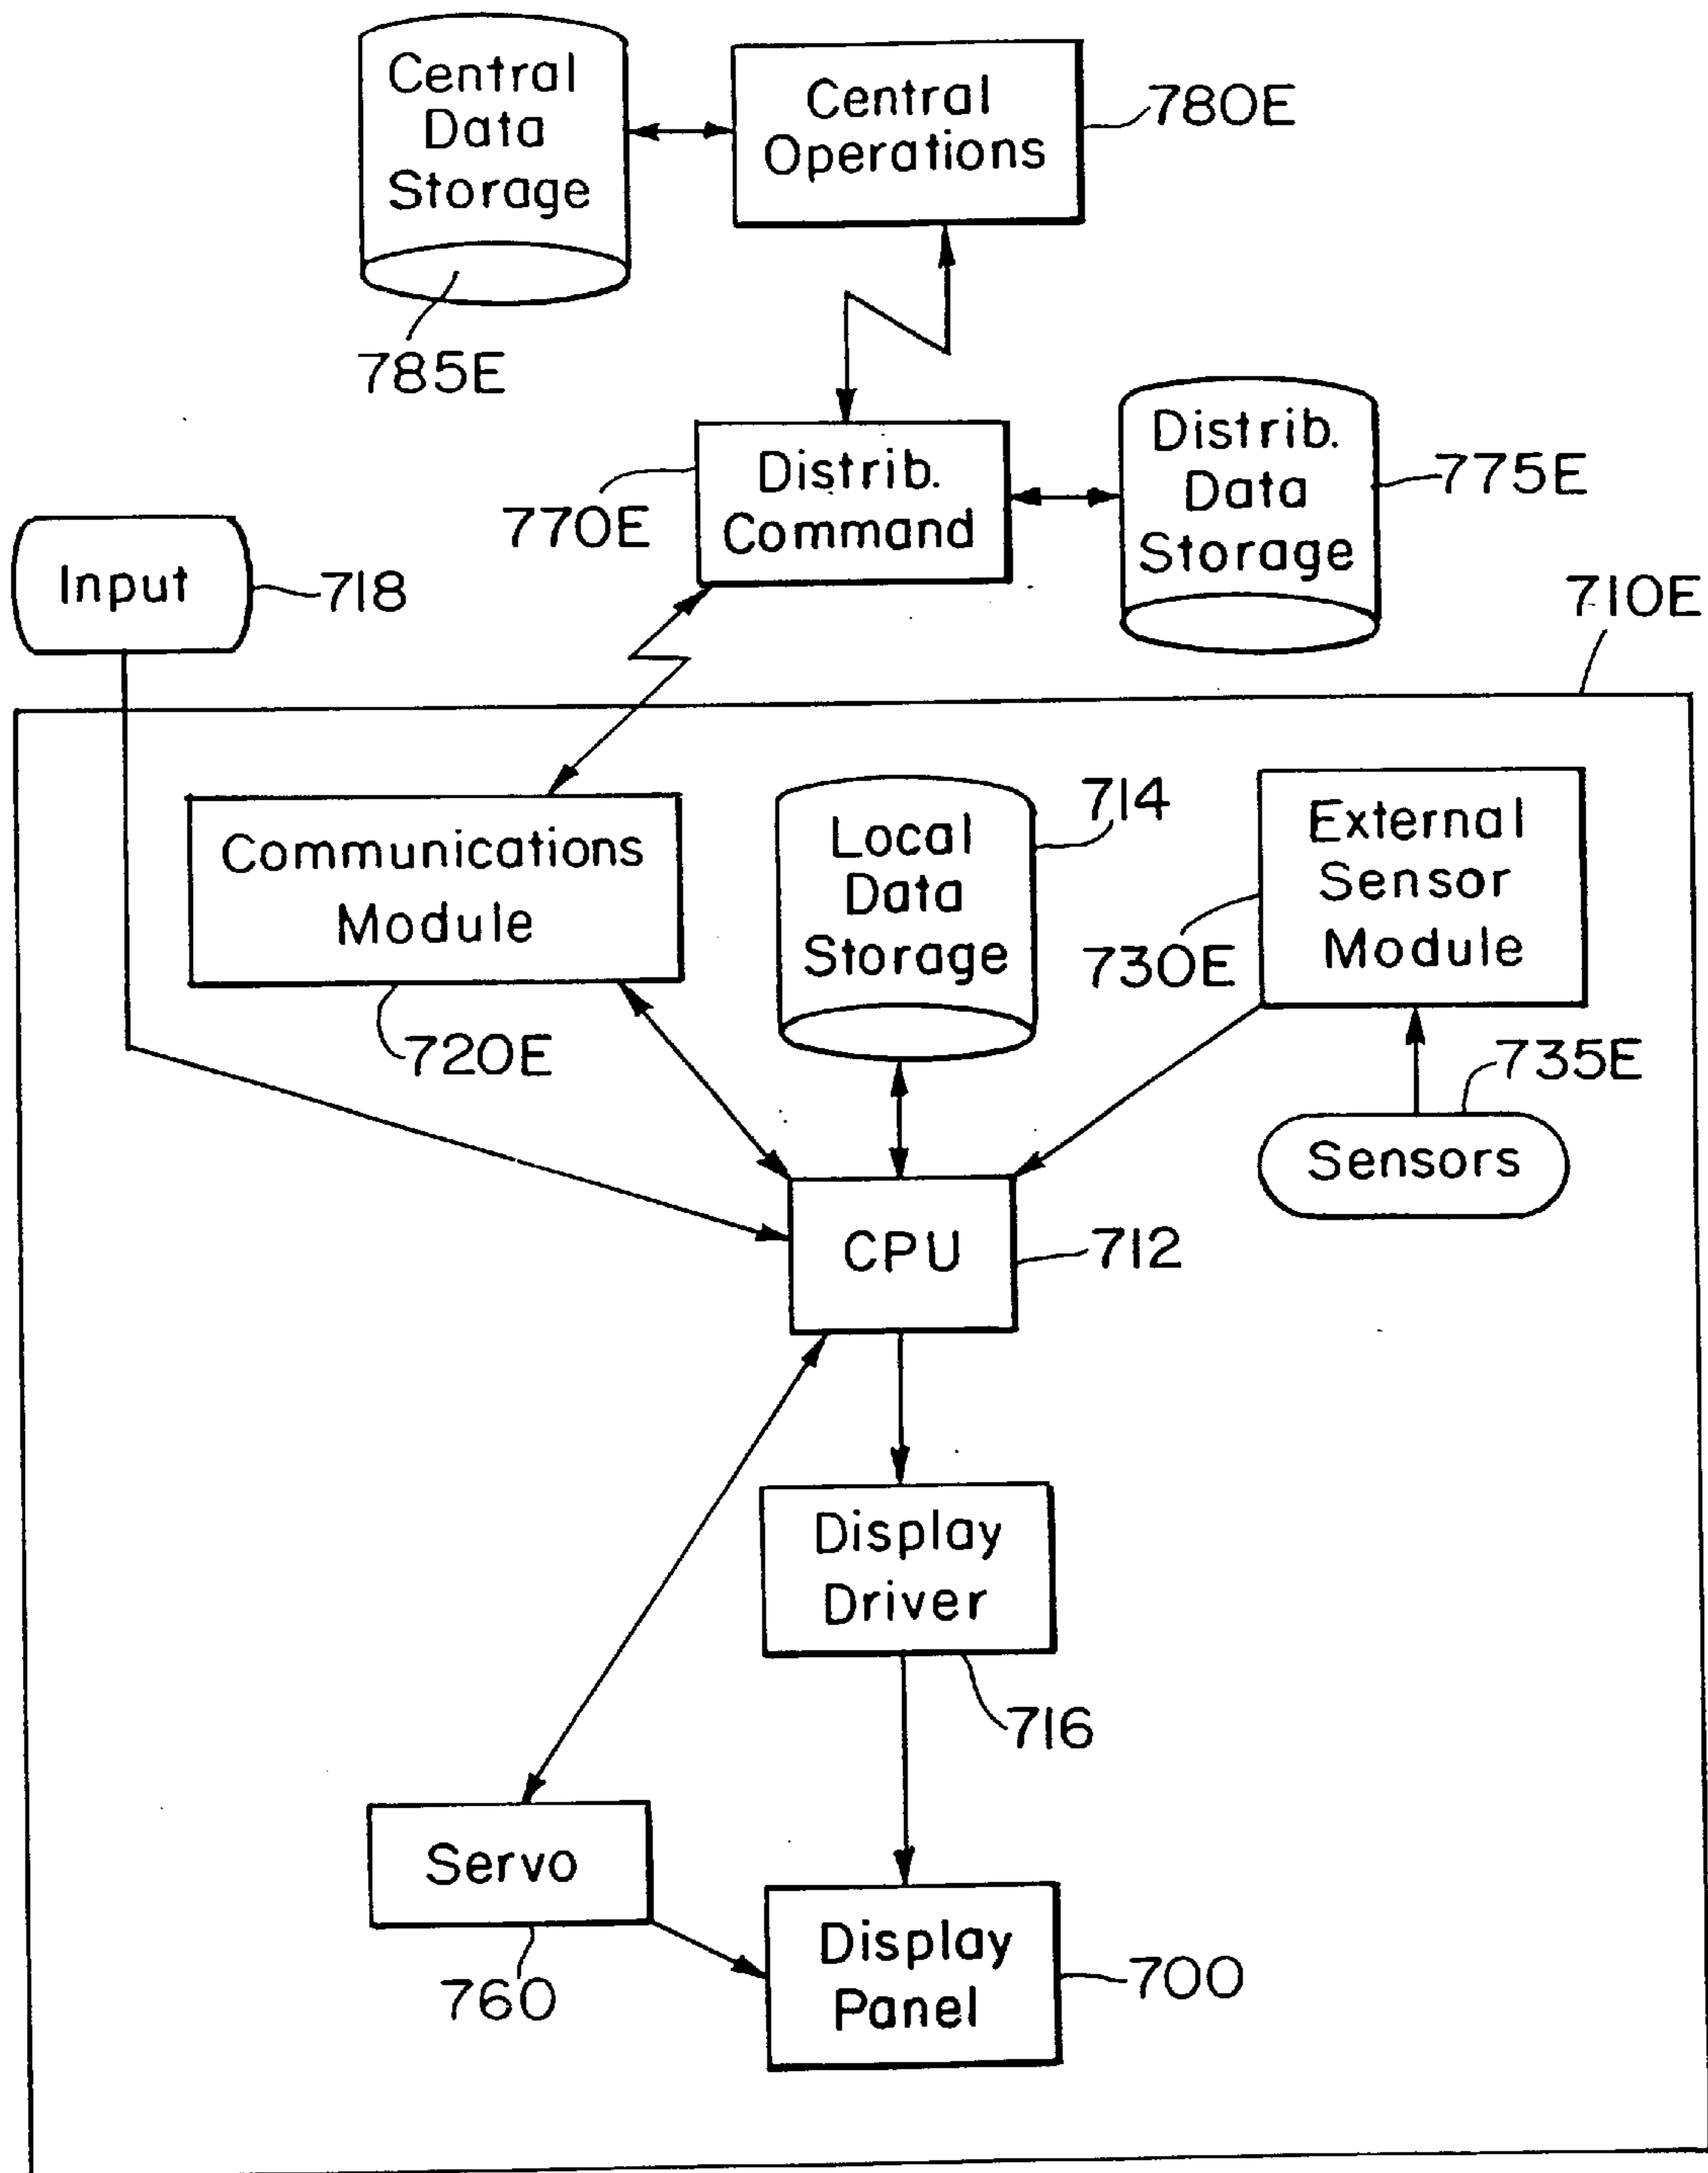 Central
Data
Storage
785E
Central
Operations
780E
Distrib.
Command
770E
Distrib.
Data
Storage
775E
Input
718
710E
Communications
Module
720E
Local
Data
Storage
714
External
Sensor
Module
730E
Sensors
735E
CPU
712
Display
Driver
716
Servo
760
Display
Panel
700